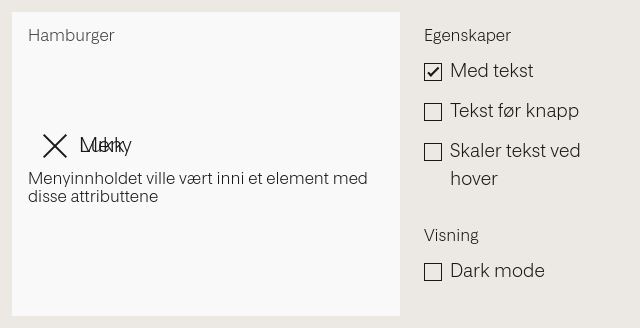 Hamburger
Menyinnholdet ville vært inni et element med
disse attributtene
Egenskaper
Med tekst
Tekst før knapp
Skaler tekst ved
hover
Visning
Dark mode